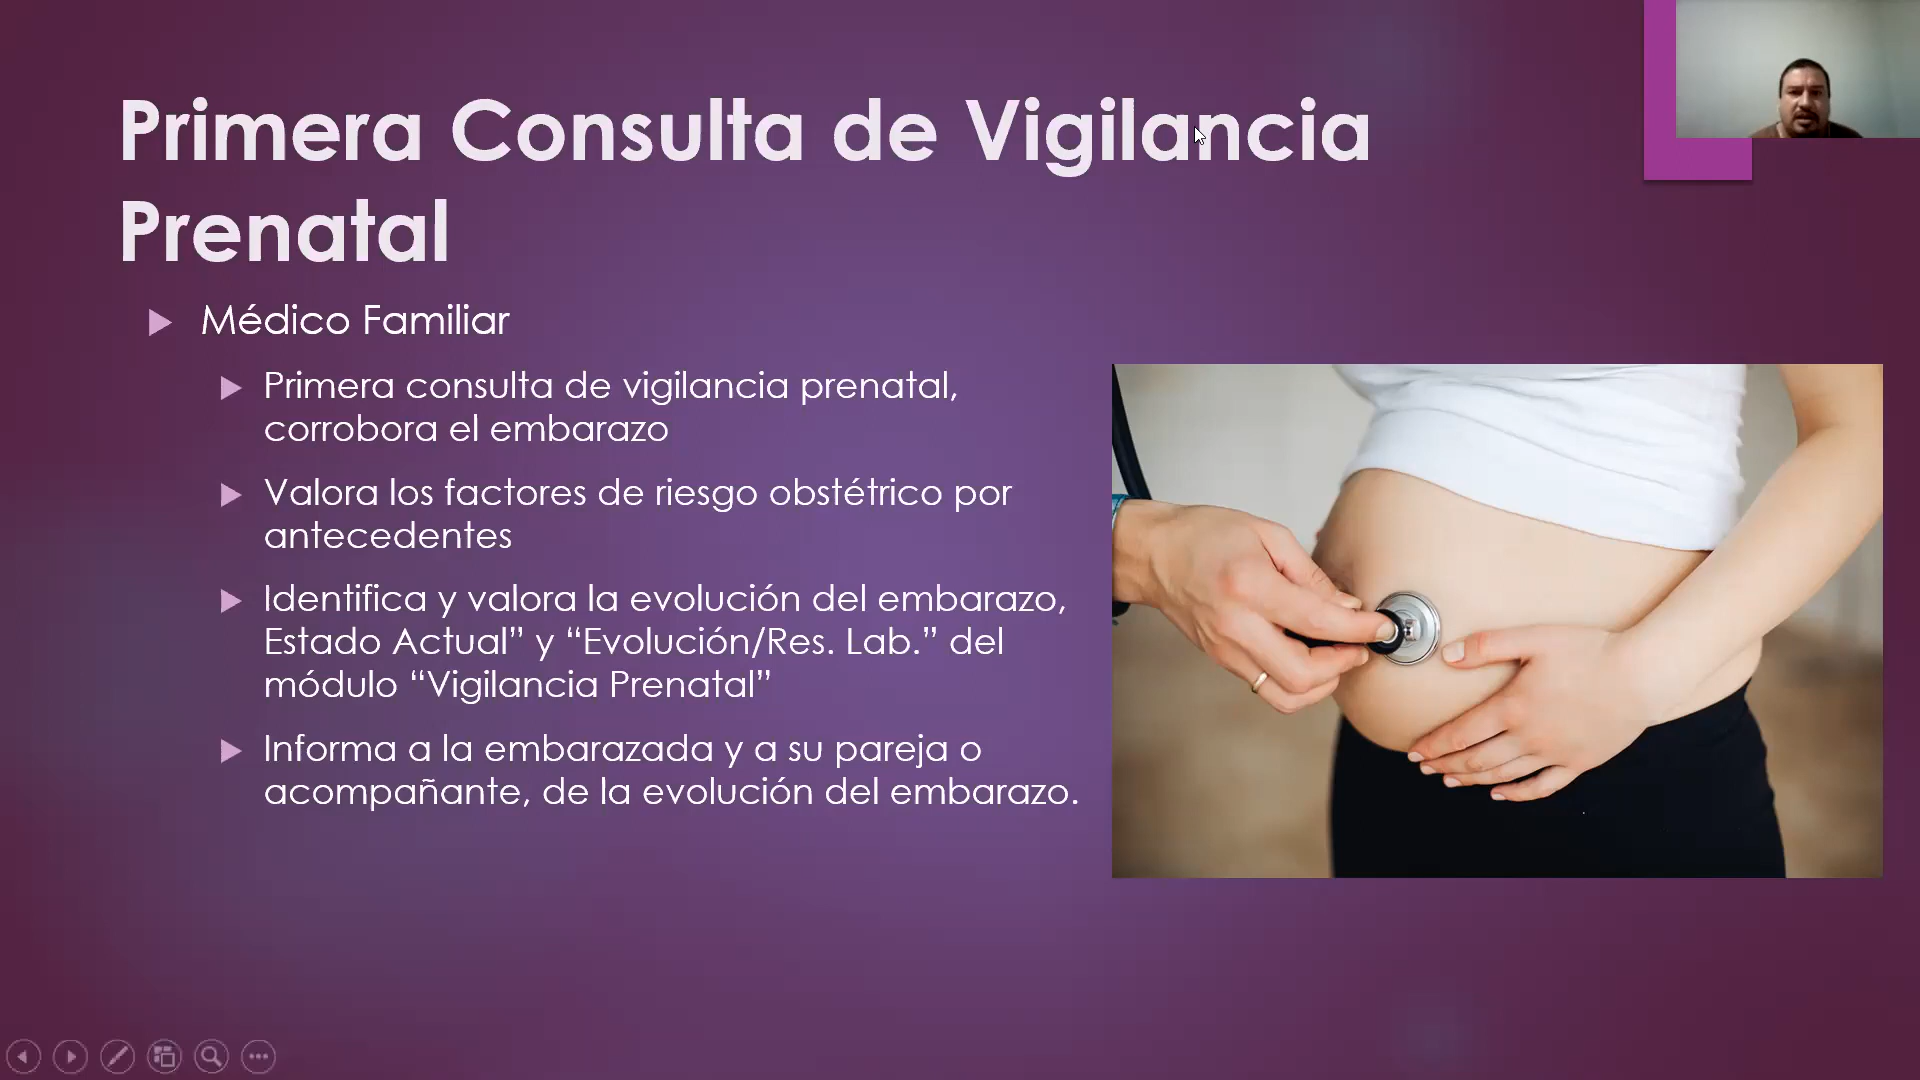 Primera Consulta de Vigilancia
Prenatal
Médico Familiar
Primera consulta de vigilancia prenatal,
corrobora el embarazo
Valora los factores de riesgo obstétrico por
antecedentes
Identifica y valora la evolución del embarazo,
Estado Actual” y “Evolución/Res. Lab.” del
módulo “Vigilancia Prenatal”
Informa a la embarazada y a su pareja o
acompañante, de la evolución del embarazo.